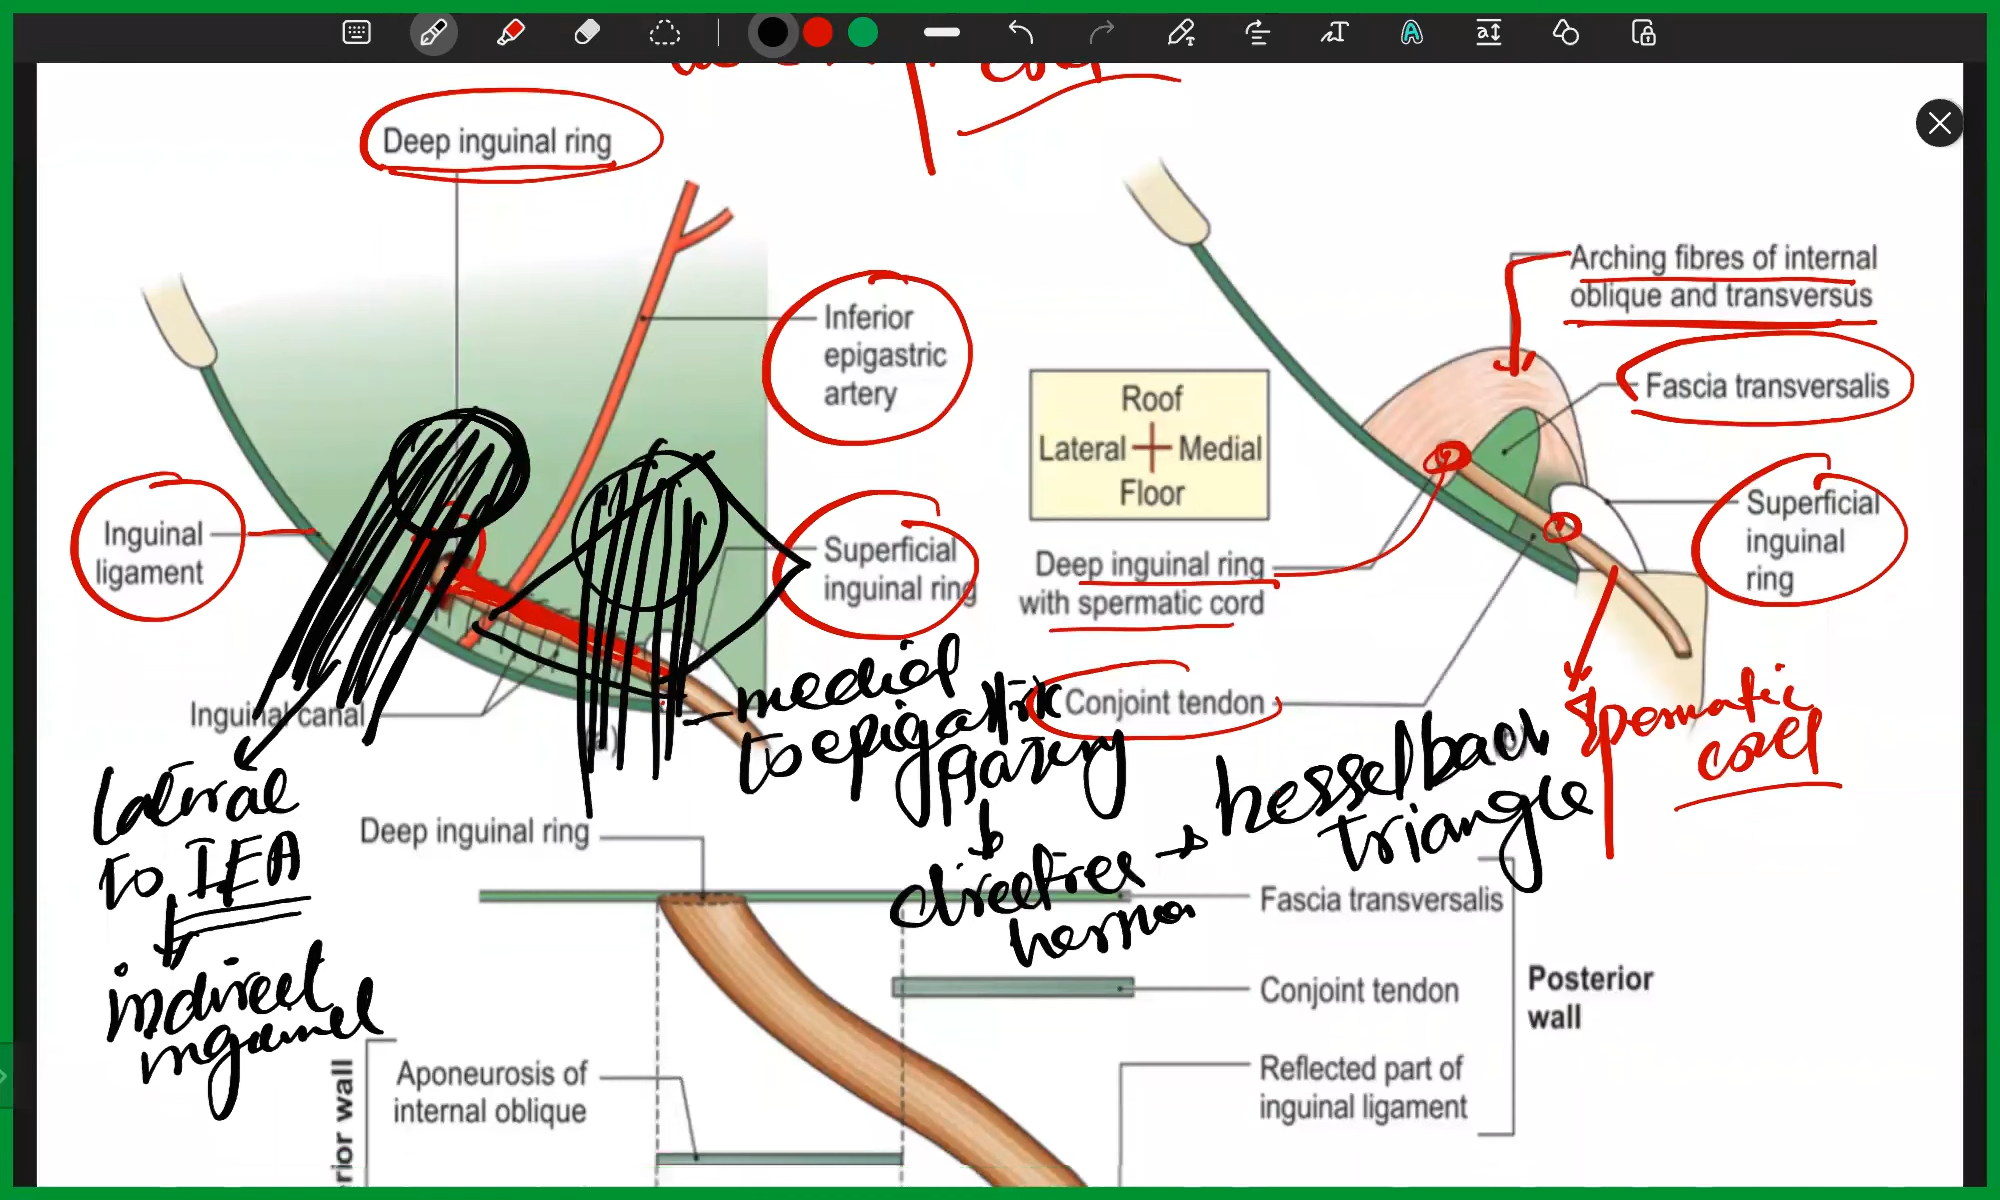 Deep inguinal ring
Inferior
epigastric
artery
Inguinal
ligament
Superficial
inguinal ring
Inguinal canal
Arching fibres of internal
oblique and transversus
Fascia transversalis
Roof
Lateral Medial
Floor
Superficial
inguinal
ring
Deep inguinal ring
with spermatic cord
Conjoint tendon
spermatic
cord
medial
to epigastric
artery
hesselbach
triangle
hernia
Lateral
to IEA
indirect
inguinal
Deep inguinal ring
Fascia transversalis
Conjoint tendon
Posterior
wall
Reflected part of
inguinal ligament
Aponeurosis of
internal oblique
rior wall